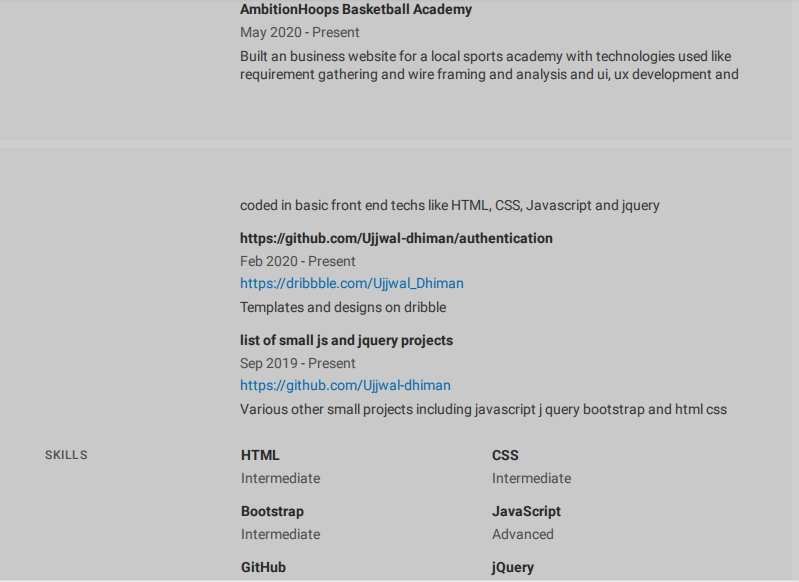 AmbitionHoops Basketball Academy
May 2020 - Present
Built an business website for a local sports academy with technologies used like
requirement gathering and wire framing and analysis and ui, ux development and
coded in basic front end techs like HTML, CSS, Javascript and jquery
https://github.com/Ujjwal-dhiman/authentication
Feb 2020 - Present
https://dribbble.com/Ujjwal_Dhiman
Templates and designs on dribble
list of small js and jquery projects
Sep 2019 - Present
https://github.com/Ujjwal-dhiman
Various other small projects including javascript j query bootstrap and html css
SKILLS
HTML
CSS
Intermediate
Intermediate
Bootstrap
JavaScript
Intermediate
Advanced
GitHub
jQuery